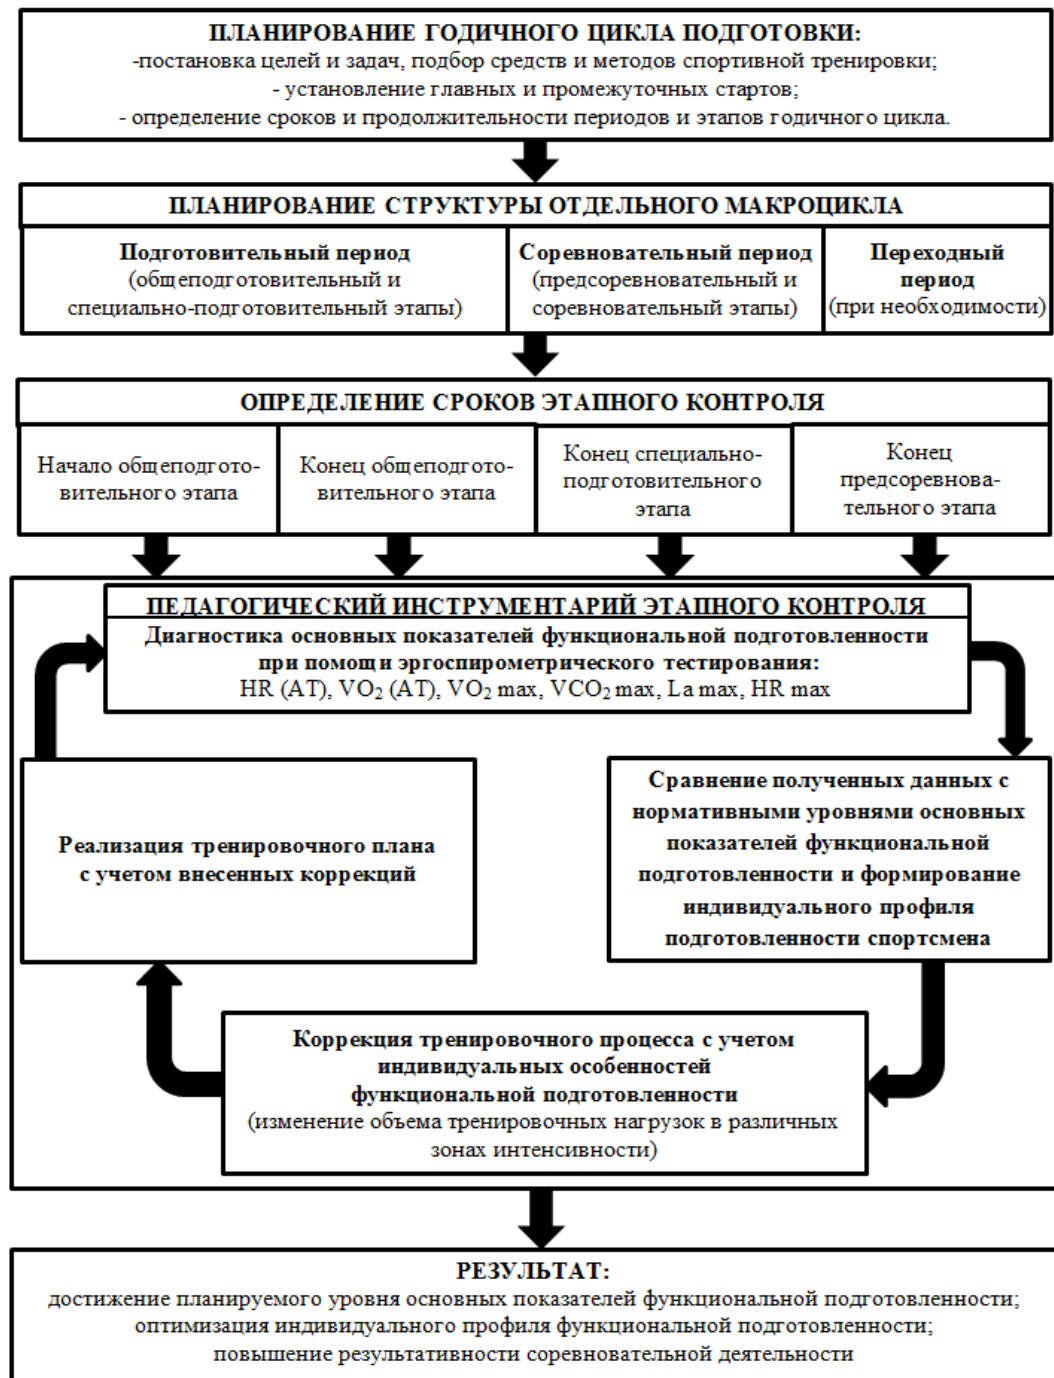 ПЛАНИРОВАНИЕ ГОДИЧНОГО ЦИКЛА ПОДГОТОВКИ:
-постановка целей и задач, подбор средств и методов спортивной тренировки;
- установление главных и промежуточных стартов;
- определение сроков и продолжительности периодов и этапов годичного цикла.
ПЛАНИРОВАНИЕ СТРУКТУРЫ ОТДЕЛЬНОГО МАКРОЦИКЛА
Подготовительный период
(общеподготовительный и
специально-подготовительный этапы)
Соревновательный период
(предсоревновательный и
соревновательный этапы)
Переходный
период
(при необходимости)
ОПРЕДЕЛЕНИЕ СРОКОВ ЭТАПНОГО КОНТРОЛЯ
Начало общеподгото-
вительного этапа
Конец общеподгото-
вительного этапа
Конец специально-
подготовительного
этапа
Конец
предсоревнова-
тельного этапа
ПЕДАГОГИЧЕСКИЙ ИНСТРУМЕНТАРИЙ ЭТАПНОГО КОНТРОЛЯ
Диагностика основных показателей функциональной подготовленности
при помощи эргоспирометрического тестирования:
HR (AT), VO₂ (AT), VO₂ max, VCO₂ max, La max, HR max
Сравнение полученных данных с
нормативными уровнями основных
показателей функциональной
подготовленности и формирование
индивидуального профиля
подготовленности спортсмена
Коррекция тренировочного процесса с учетом
индивидуальных особенностей
функциональной подготовленности
(изменение объема тренировочных нагрузок в различных
зонах интенсивности)
Реализация тренировочного плана
с учетом внесенных коррекций
РЕЗУЛЬТАТ:
достижение планируемого уровня основных показателей функциональной подготовленности;
оптимизация индивидуального профиля функциональной подготовленности;
повышение результативности соревновательной деятельности